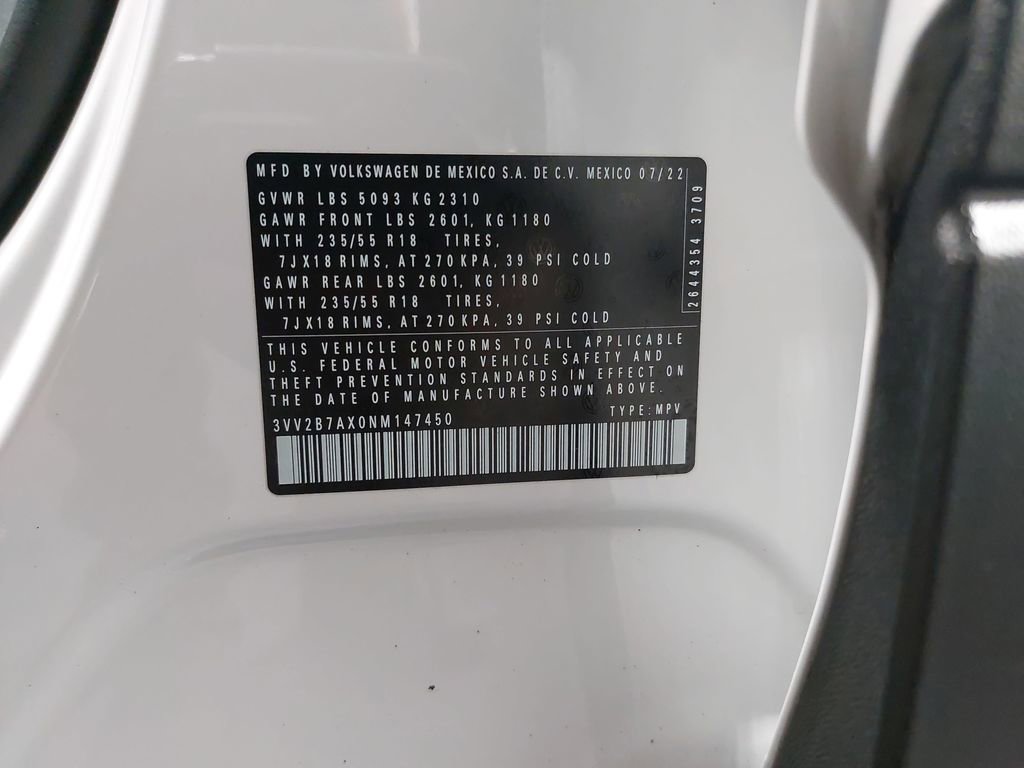 MFD BY VOLKSWAGEN DE MEXICO S.A. DE C.V. MEXICO 07/22
GVWR LBS 5093 KG 2310
GAWR FRONT LBS 2601, KG 1180
WITH 235/55 R18 TIRES,
7JX18 RIMS, AT 270 KPA, 39 PSI COLD
GAWR REAR LBS 2601, KG 1180
WITH 235/55 R18 TIRES,
7JX18 RIMS, AT 270 KPA, 39 PSI COLD
2644354 3709
THIS VEHICLE CONFORMS TO ALL APPLICABLE
U.S. FEDERAL MOTOR VEHICLE SAFETY AND
THEFT PREVENTION STANDARDS IN EFFECT ON
THE DATE OF MANUFACTURE SHOWN ABOVE.
3VV2B7AX0NM147450 TYPE: MPV